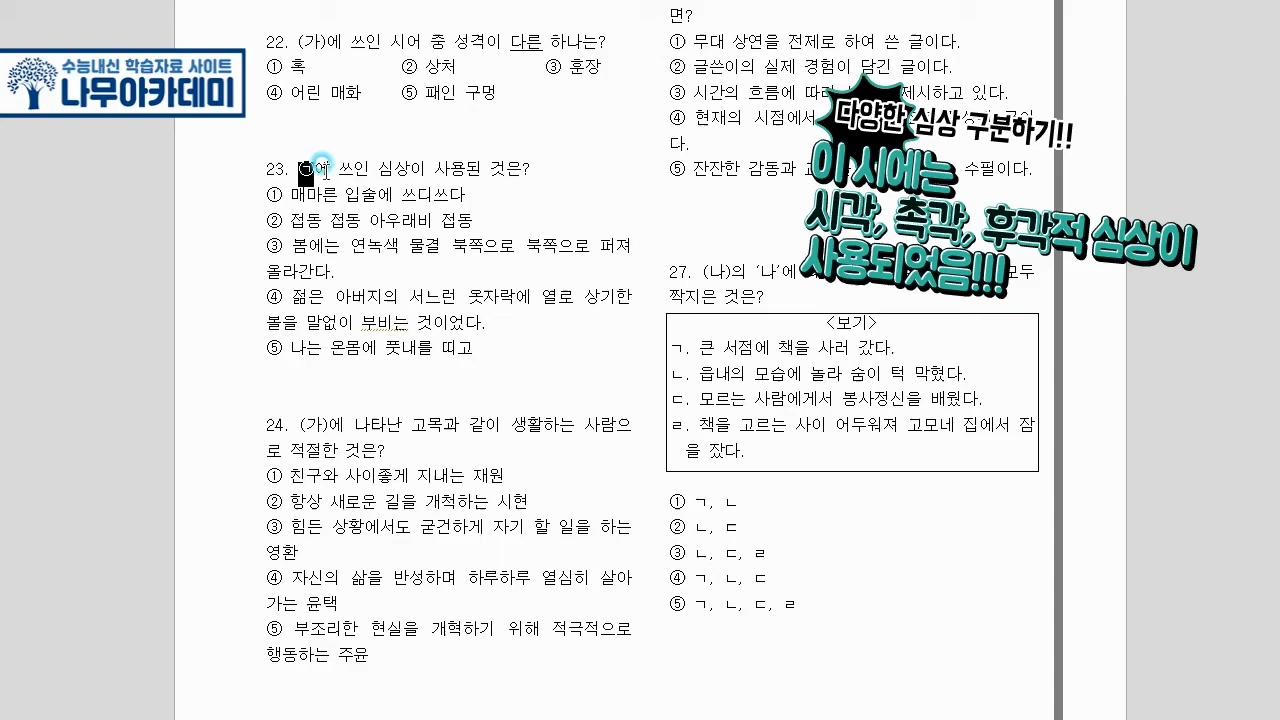 수능내신 학습자료 사이트
나무아카데미
22. (가)에 쓰인 시어 중 성격이 다른 하나는?
① 혹 ② 상처 ③ 훈장
④ 어린 매화 ⑤ 패인 구멍
23. ㉠에 쓰인 심상이 사용된 것은?
① 메마른 입술에 쓰디쓰다
② 접동 접동 아우래비 접동
③ 봄에는 연녹색 물결 북쪽으로 북쪽으로 퍼져
올라간다.
④ 젊은 아버지의 서느런 옷자락에 열로 상기한
볼을 말없이 부비는 것이었다.
⑤ 나는 온몸에 풋내를 띠고
24. (가)에 나타난 고목과 같이 생활하는 사람으
로 적절한 것은?
① 친구와 사이좋게 지내는 재원
② 항상 새로운 길을 개척하는 시현
③ 힘든 상황에서도 굳건하게 자기 할 일을 하는
영환
④ 자신의 삶을 반성하며 하루하루 열심히 살아
가는 윤택
⑤ 부조리한 현실을 개혁하기 위해 적극적으로
행동하는 주윤
면?
① 무대 상연을 전제로 하여 쓴 글이다.
② 글쓴이의 실제 경험이 담긴 글이다.
③ 시간의 흐름에 따라 제시하고 있다.
④ 현재의 시점에서
다.
⑤ 잔잔한 감동과 수필이다.
다양한 심상 구분하기!!
이 시에는
시각, 촉각, 후각적 심상이
사용되었음!!!
27. (나)의 '나'에 모두
짝지은 것은?
<보기>
ㄱ. 큰 서점에 책을 사러 갔다.
ㄴ. 읍내의 모습에 놀라 숨이 턱 막혔다.
ㄷ. 모르는 사람에게서 봉사정신을 배웠다.
ㄹ. 책을 고르는 사이 어두워져 고모네 집에서 잠
을 잤다.
① ㄱ, ㄴ
② ㄴ, ㄷ
③ ㄴ, ㄷ, ㄹ
④ ㄱ, ㄴ, ㄷ
⑤ ㄱ, ㄴ, ㄷ, ㄹ